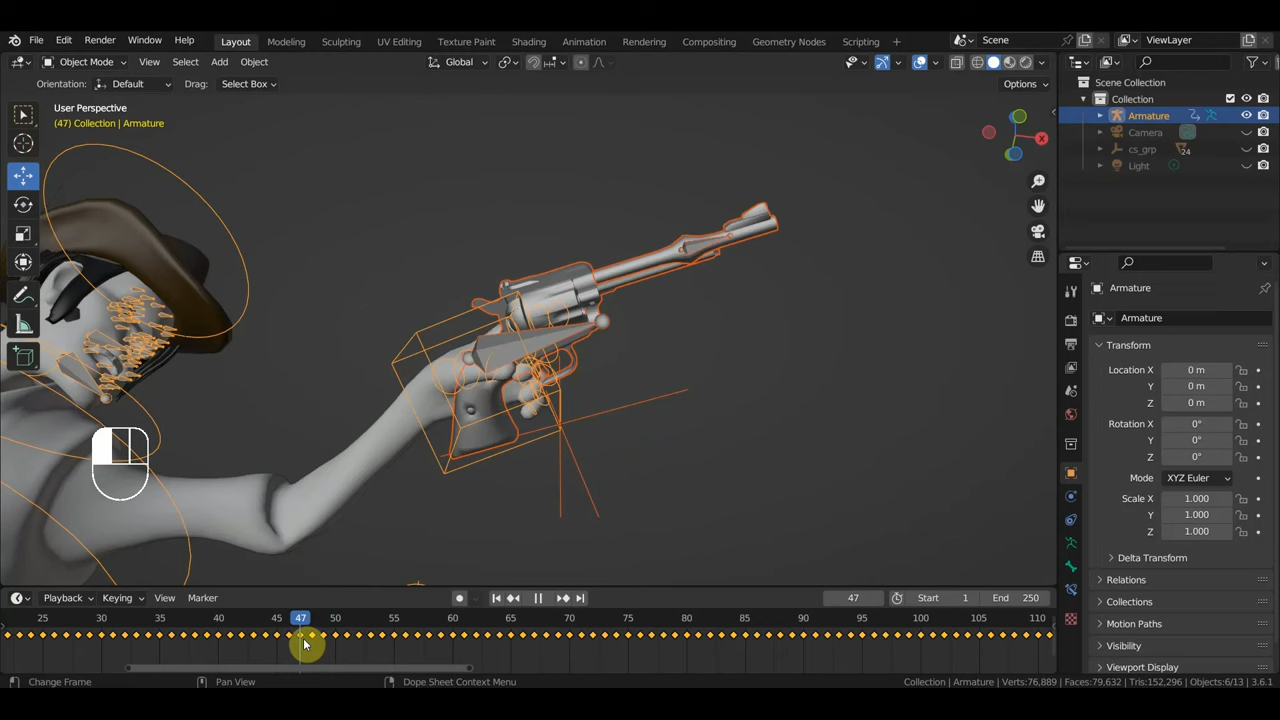 File Edit Render Window Help Layout Modeling Sculpting UV Editing Texture Paint Shading Animation Rendering Compositing Geometry Nodes Scripting + Scene ViewLayer
Object Mode View Select Add Object Global
Orientation: Default Drag: Select Box Options
User Perspective
(47) Collection | Armature
X
Scene Collection
Collection
Armature
Camera
cs_grp 24
Light
Armature
Armature
Transform
Location X 0 m
Y 0 m
Z 0 m
Rotation X 0°
Y 0°
Z 0°
Mode XYZ Euler
Scale X 1.000
Y 1.000
Z 1.000
Delta Transform
Relations
Collections
Motion Paths
Visibility
Viewport Display
Playback Keying View Marker 47 Start 1 End 250
25 30 35 40 45 47 50 55 60 65 70 75 80 85 90 95 100 105 110
Change Frame Pan View Dope Sheet Context Menu Collection | Armature | Verts:76,889 | Faces:79,632 | Tris:152,296 | Objects:6/13 | 3.6.1